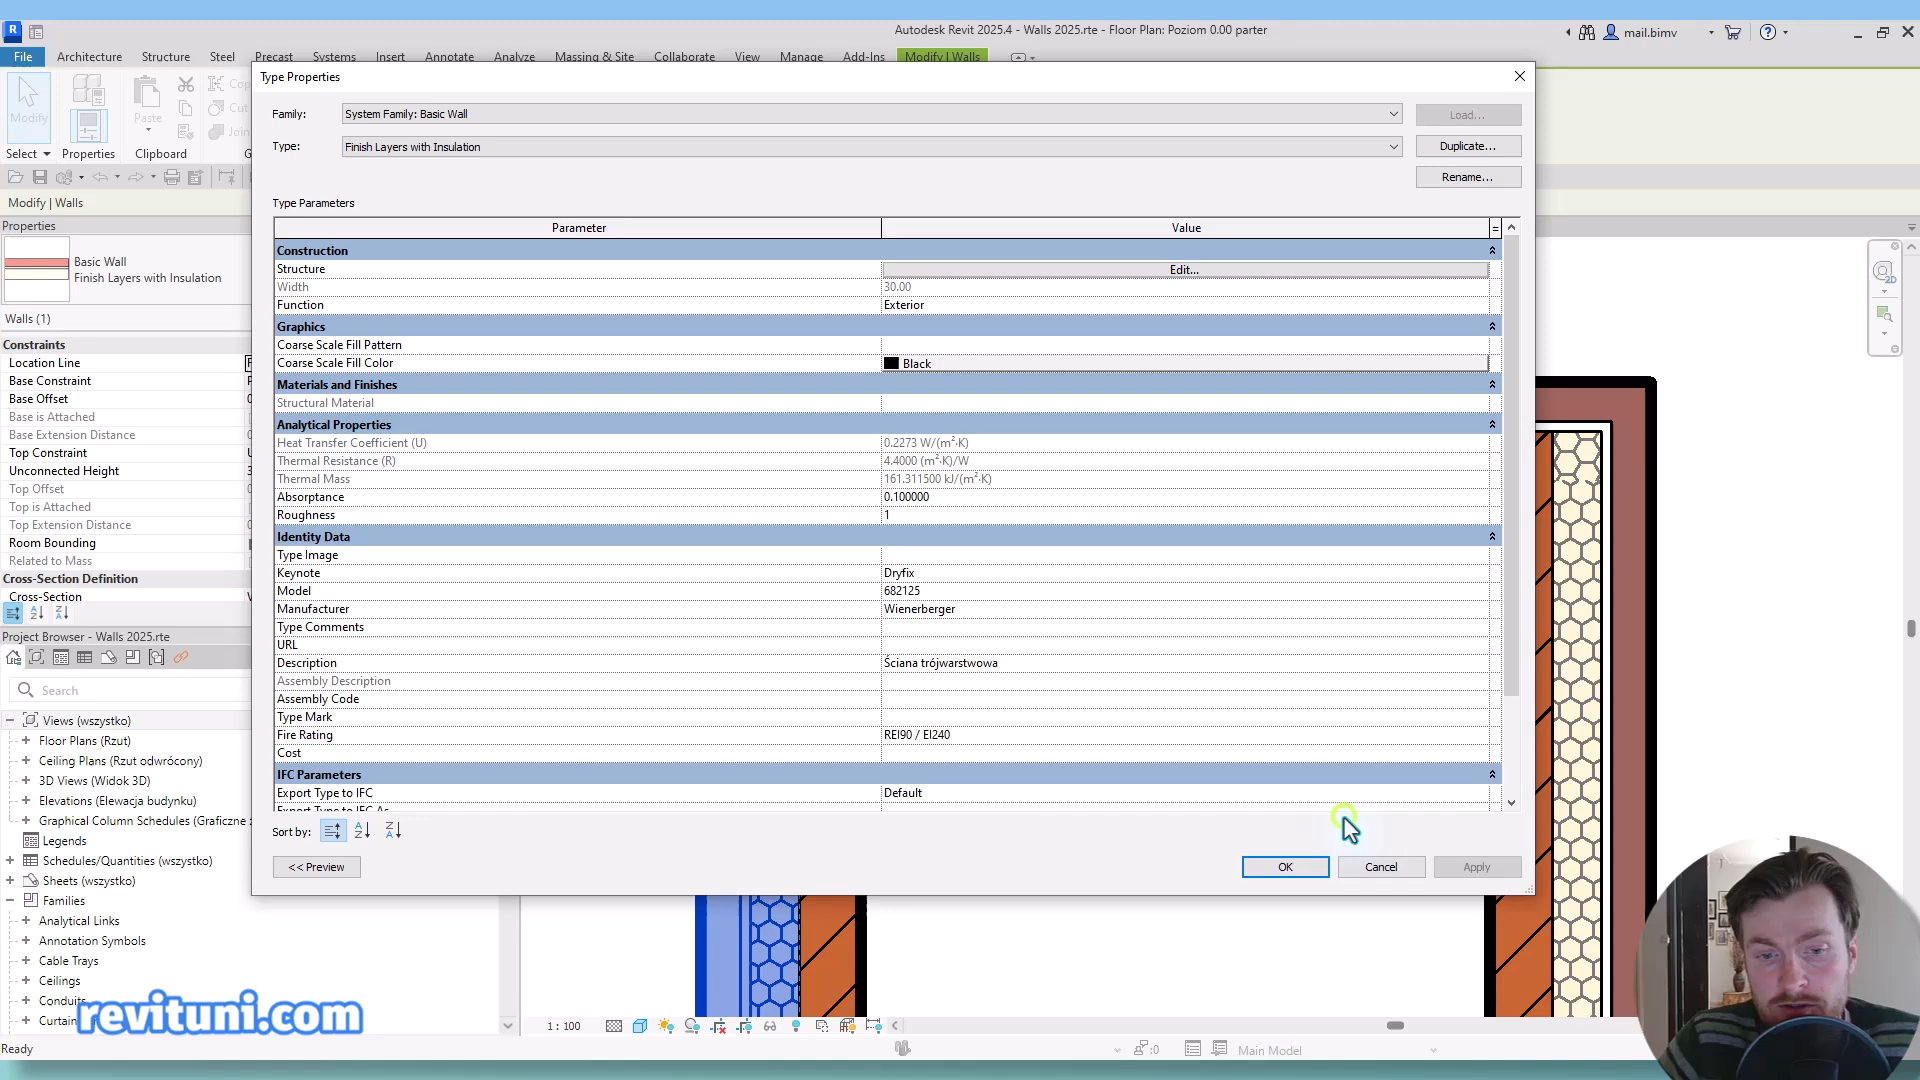 R
Autodesk Revit 2025.4 - Walls 2025.rte - Floor Plan: Poziom 0.00 parter
mail.bimv
File Architecture Structure Steel Precast Systems Insert Annotate Analyze Massing & Site Collaborate View Manage Add-Ins Modify | Walls
Type Properties
Modify
Paste
Cut
Join
Select Properties Clipboard
Modify | Walls
Properties
Basic Wall
Finish Layers with Insulation
Walls (1)
Constraints
Location Line
Base Constraint
Base Offset
Base is Attached
Base Extension Distance
Top Constraint
Unconnected Height
Top Offset
Top is Attached
Top Extension Distance
Room Bounding
Related to Mass
Cross-Section Definition
Cross-Section
Project Browser - Walls 2025.rte
Search
Views (wszystko)
Floor Plans (Rzut)
Ceiling Plans (Rzut odwrócony)
3D Views (Widok 3D)
Elevations (Elewacja budynku)
Graphical Column Schedules (Graficzne
Legends
Schedules/Quantities (wszystko)
Sheets (wszystko)
Families
Analytical Links
Annotation Symbols
Cable Trays
Ceilings
revituni.com
Ready
Family: System Family: Basic Wall Load...
Type: Finish Layers with Insulation Duplicate...
Rename...
Type Parameters
Parameter Value =
Construction
Structure Edit...
Width 30.00
Function Exterior
Graphics
Coarse Scale Fill Pattern
Coarse Scale Fill Color Black
Materials and Finishes
Structural Material
Analytical Properties
Heat Transfer Coefficient (U) 0.2273 W/(m²·K)
Thermal Resistance (R) 4.4000 (m²·K)/W
Thermal Mass 161.311500 kJ/(m²·K)
Absorptance 0.100000
Roughness 1
Identity Data
Type Image
Keynote Dryfix
Model 682125
Manufacturer Wienerberger
Type Comments
URL
Description Ściana trójwarstwowa
Assembly Description
Assembly Code
Type Mark
Fire Rating REI90 / EI240
Cost
IFC Parameters
Export Type to IFC Default
Export Type to IFC As
Sort by:
<< Preview OK Cancel Apply
1 : 100
:0 Main Model
2D